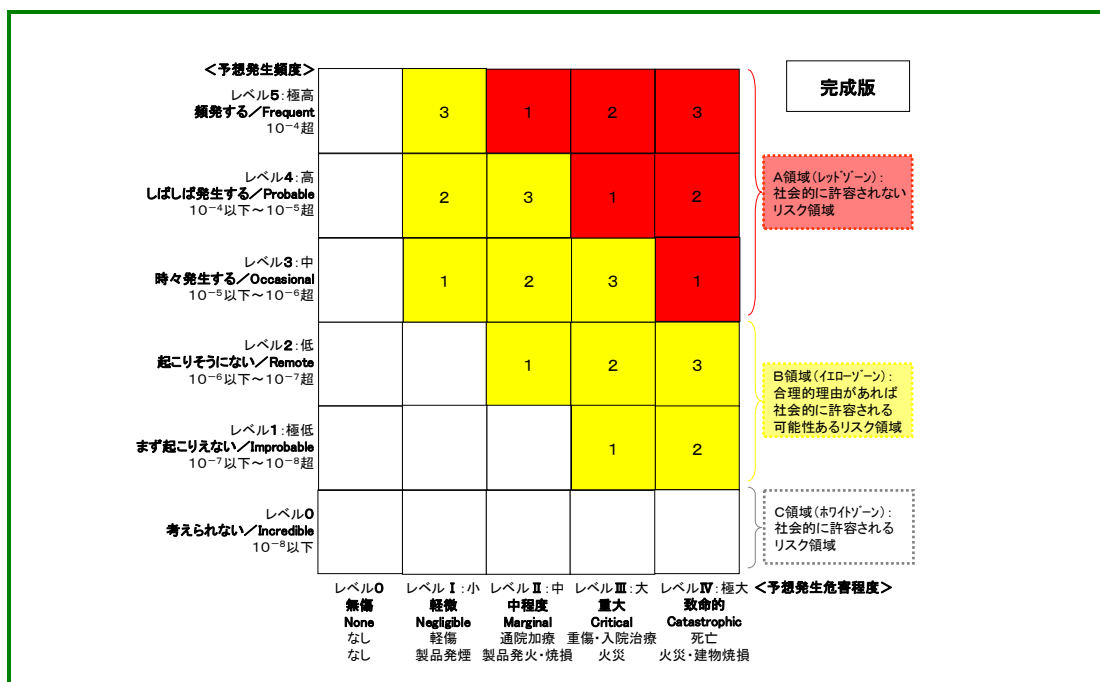 ＜予想発生頻度＞
完成版
レベル5：極高
頻発する／Frequent
10⁻⁴超
3
1
2
3
レベル4：高
しばしば発生する／Probable
10⁻⁴以下～10⁻⁵超
2
3
1
2
A領域（レッドゾーン）：
社会的に許容されない
リスク領域
レベル3：中
時々発生する／Occasional
10⁻⁵以下～10⁻⁶超
1
2
3
1
レベル2：低
起こりそうにない／Remote
10⁻⁶以下～10⁻⁷超
1
2
3
B領域（イエローゾーン）：
合理的理由があれば
社会的に許容される
可能性あるリスク領域
レベル1：極低
まず起こりえない／Improbable
10⁻⁷以下～10⁻⁸超
1
2
レベル0
考えられない／Incredible
10⁻⁸以下
C領域（ホワイトゾーン）：
社会的に許容される
リスク領域
レベル0
無傷
None
なし
なし
レベルⅠ：小
軽微
Negligible
軽傷
製品発煙
レベルⅡ：中
中程度
Marginal
通院加療
製品発火・焼損
レベルⅢ：大
重大
Critical
重傷・入院治療
火災
レベルⅣ：極大
致命的
Catastrophic
死亡
火災・建物焼損
＜予想発生危害程度＞